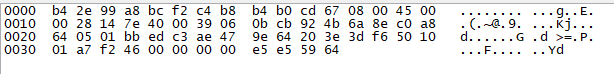 0000 b4 2e 99 a8 bc f2 c4 b8 b4 b0 cd 67 08 00 45 00 ........ ...g..E.
0010 00 28 14 7e 40 00 39 06 0b cb 92 4b 6a 8e c0 a8 .(.~@.9. ...Kj...
0020 64 05 01 bb ed c3 ae 47 9e 64 20 3e 3d f6 50 10 d......G .d >=.P.
0030 01 a7 f2 46 00 00 00 00 e5 e5 59 64 ...F.... ..Yd